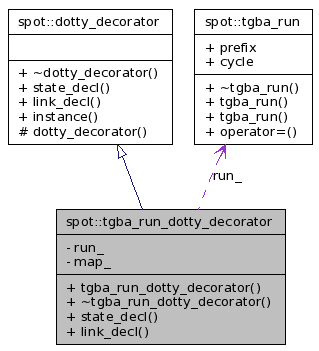 spot::dotty_decorator
+ ~dotty_decorator()
+ state_decl()
+ link_decl()
+ instance()
# dotty_decorator()
spot::tgba_run
+ prefix
+ cycle
+ ~tgba_run()
+ tgba_run()
+ tgba_run()
+ operator=()
run_
spot::tgba_run_dotty_decorator
- run_
- map_
+ tgba_run_dotty_decorator()
+ ~tgba_run_dotty_decorator()
+ state_decl()
+ link_decl()